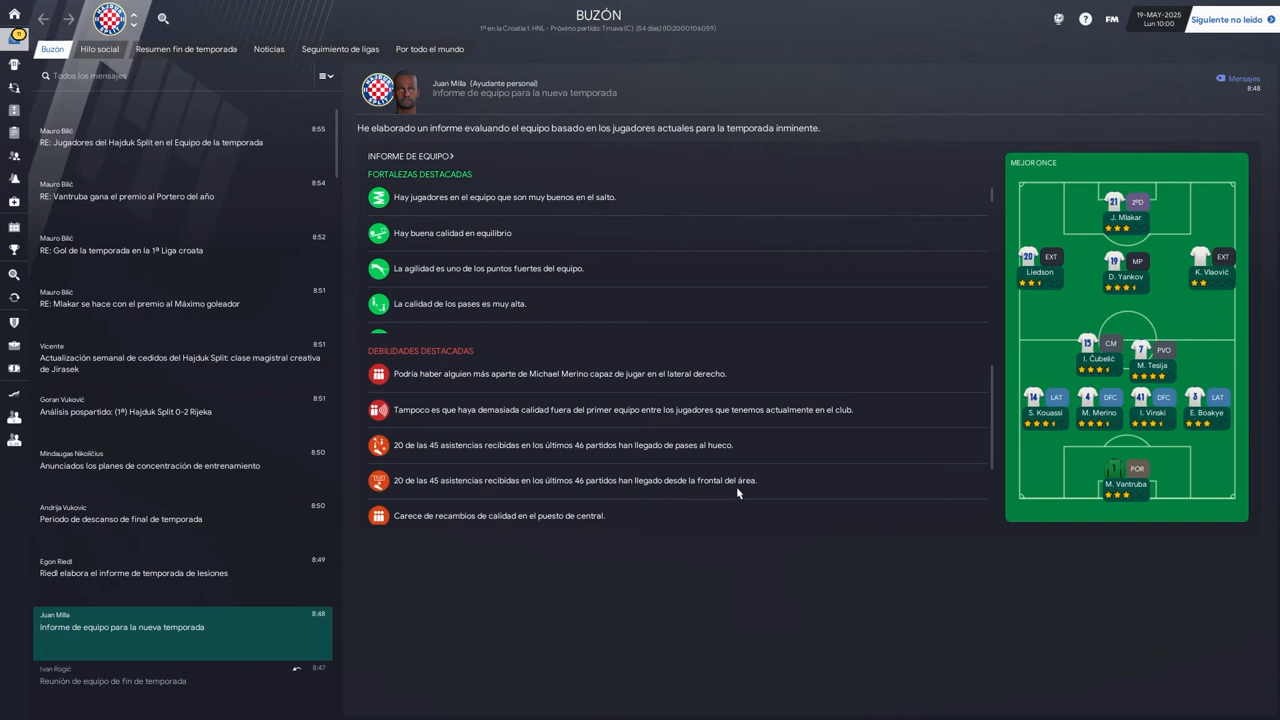 BUZÓN
1º en la Croatia 1. HNL - Próximo partido: Trnava (C) (54 días) (ID:2000106059)
FM
19-MAY-2025
Lun 10:00
Siguiente no leído
11
Buzón
Hilo social
Resumen fin de temporada
Noticias
Seguimiento de ligas
Por todo el mundo
Todos los mensajes
Mauro Bilić
8:55
RE: Jugadores del Hajduk Split en el Equipo de la temporada
Mauro Bilić
8:54
RE: Vantruba gana el premio al Portero del año
Mauro Bilić
8:52
RE: Gol de la temporada en la 1ª Liga croata
Mauro Bilić
8:51
RE: Mlakar se hace con el premio al Máximo goleador
Vicente
8:51
Actualización semanal de cedidos del Hajduk Split: clase magistral creativa
de Jirasek
Goran Vuković
8:51
Análisis pospartido: (1ª) Hajduk Split 0-2 Rijeka
Mindaugas Nokoličius
8:50
Anunciados los planes de concentración de entrenamiento
Andrija Vukovic
8:50
Periodo de descanso de final de temporada
Egon Riedl
8:49
Riedl elabora el informe de temporada de lesiones
Juan Milla
8:48
Informe de equipo para la nueva temporada
Ivan Rogić
8:47
Reunión de equipo de fin de temporada
Juan Milla (Ayudante personal)
Informe de equipo para la nueva temporada
Mensajes
8:48
He elaborado un informe evaluando el equipo basado en los jugadores actuales para la temporada inminente.
INFORME DE EQUIPO
FORTALEZAS DESTACADAS
Hay jugadores en el equipo que son muy buenos en el salto.
Hay buena calidad en equilibrio
La agilidad es uno de los puntos fuertes del equipo.
La calidad de los pases es muy alta.
DEBILIDADES DESTACADAS
Podría haber alguien más aparte de Michael Merino capaz de jugar en el lateral derecho.
Tampoco es que haya demasiada calidad fuera del primer equipo entre los jugadores que tenemos actualmente en el club.
20 de las 45 asistencias recibidas en los últimos 46 partidos han llegado de pases al hueco.
20 de las 45 asistencias recibidas en los últimos 46 partidos han llegado desde la frontal del área.
Carece de recambios de calidad en el puesto de central.
MEJOR ONCE
21 2ºD
J. Mlakar
20 EXT
Liedson
19 MP
D. Yankov
EXT
K. Vlaović
15 CM
I. Čubelić
7 PVO
M. Tesija
14 LAT
S. Kouassi
4 DFC
M. Merino
41 DFC
I. Vinski
3 LAT
E. Boakye
1 POR
M. Vantruba